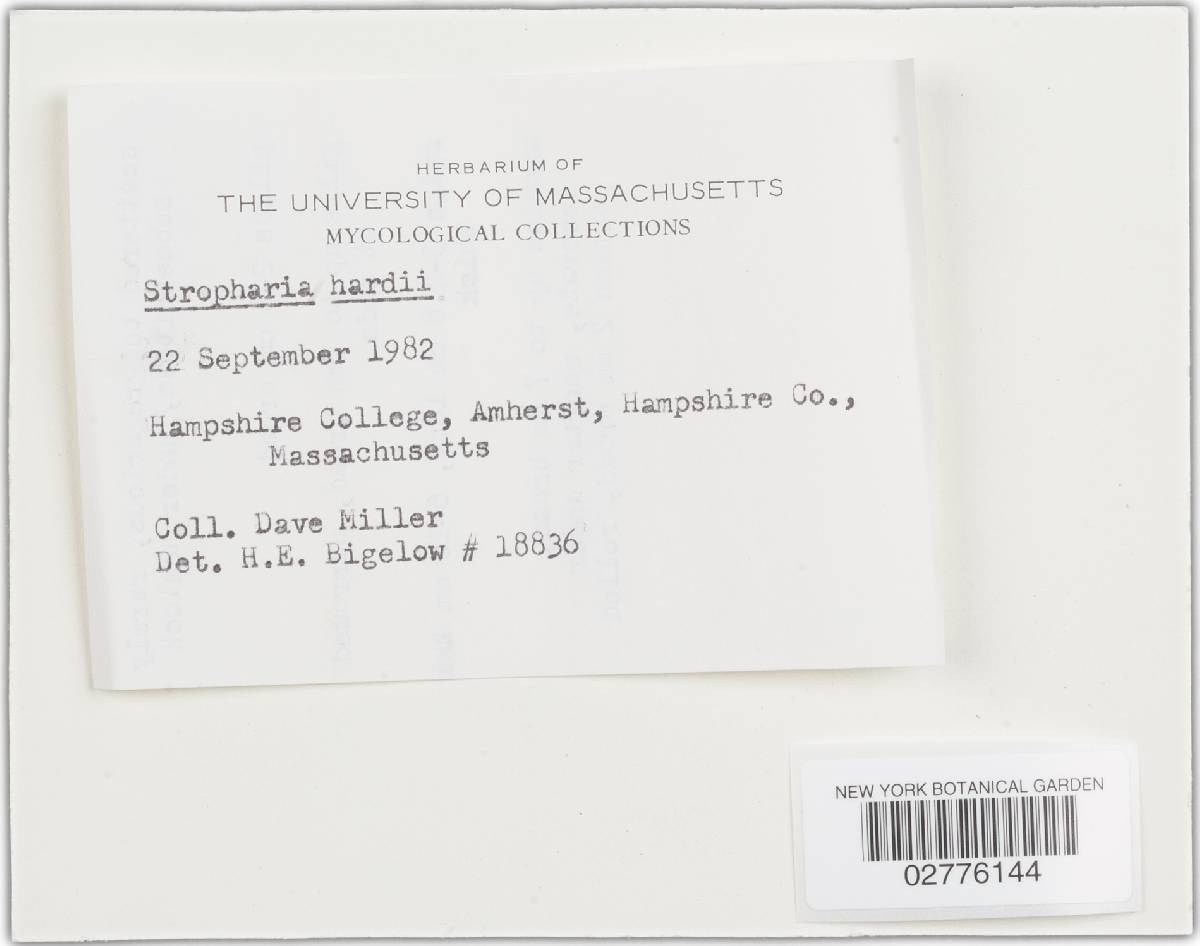 HERBARIUM OF
THE UNIVERSITY OF MASSACHUSETTS
MYCOLOGICAL COLLECTIONS
Stropharia hardii
22 September 1982
Hampshire College, Amherst, Hampshire Co.,
Massachusetts
Coll. Dave Miller
Det. H.E. Bigelow # 18836
NEW YORK BOTANICAL GARDEN
02776144